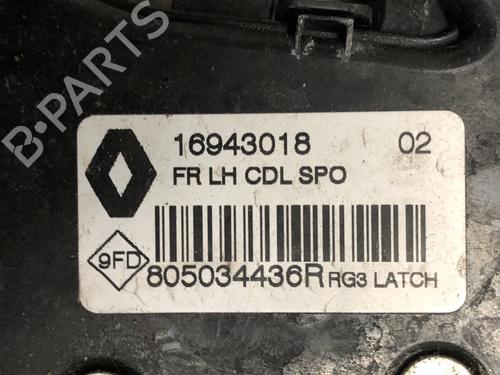 B-PARTS
16943018 02
FR LH CDL SPO
9FD
805034436R RG3 LATCH